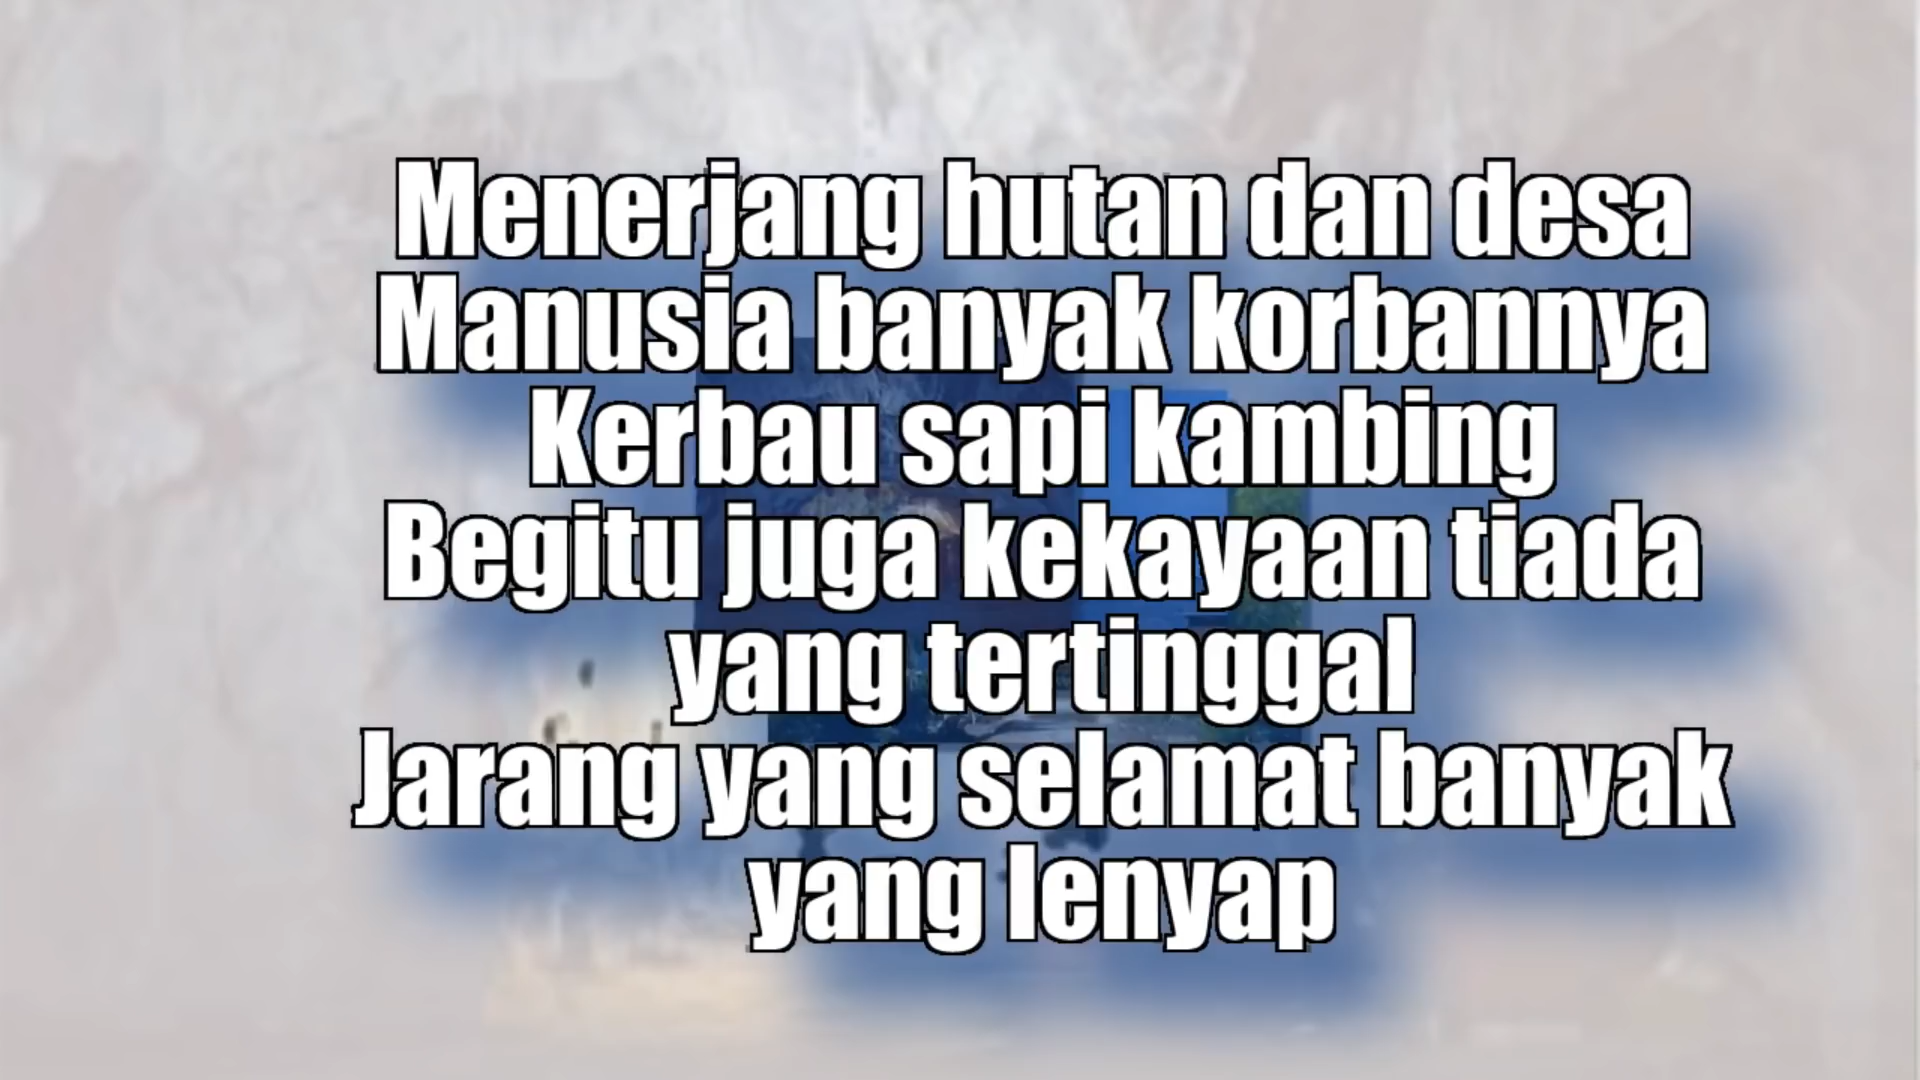 Menerjang hutan dan desa
Manusia banyak korbannya
Kerbau sapi kambing
Begitu juga kekayaan tiada
yang tertinggal
Jarang yang selamat banyak
yang lenyap